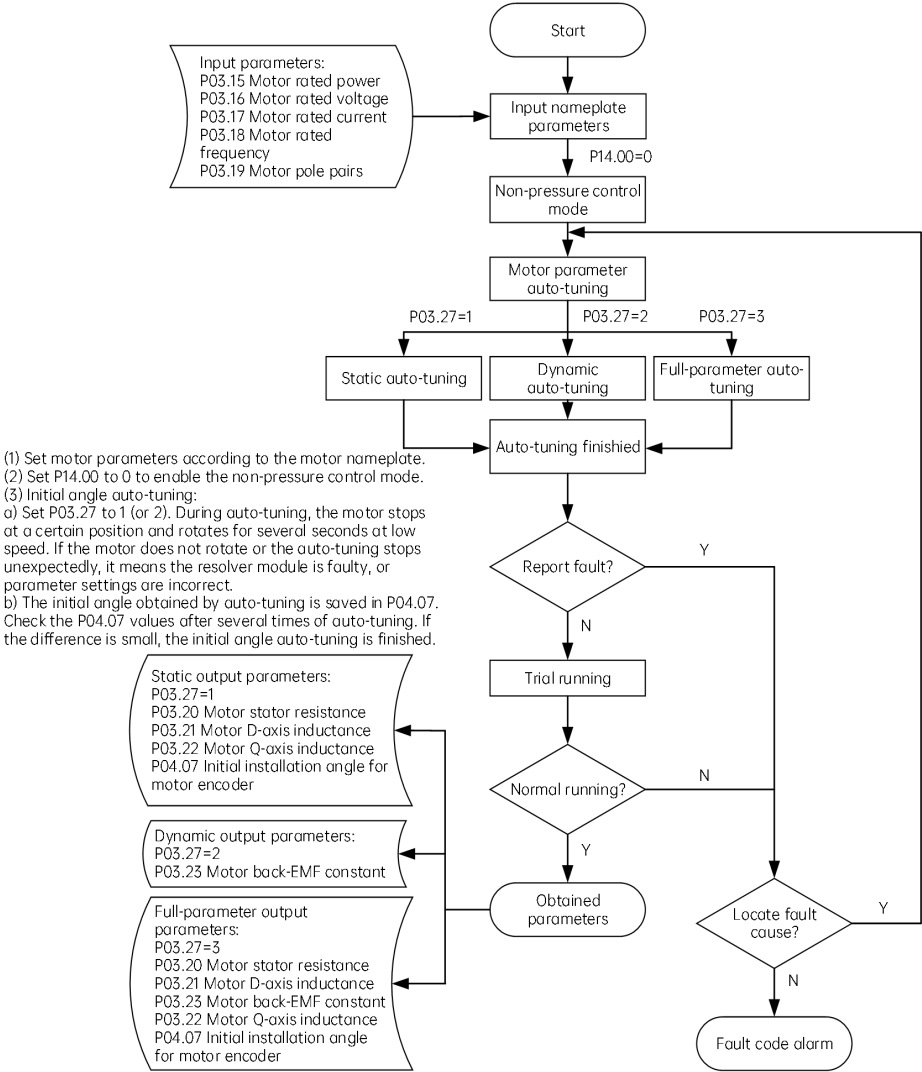 Start
Input parameters:
P03.15 Motor rated power
P03.16 Motor rated voltage
P03.17 Motor rated current
P03.18 Motor rated
frequency
P03.19 Motor pole pairs
Input nameplate
parameters
P14.00=0
Non-pressure control
mode
Motor parameter
auto-tuning
P03.27=1
P03.27=2
P03.27=3
Static auto-tuning
Dynamic
auto-tuning
Full-parameter auto-
tuning
Auto-tuning finishied
(1) Set motor parameters according to the motor nameplate.
(2) Set P14.00 to 0 to enable the non-pressure control mode.
(3) Initial angle auto-tuning:
a) Set P03.27 to 1 (or 2). During auto-tuning, the motor stops
at a certain position and rotates for several seconds at low
speed. If the motor does not rotate or the auto-tuning stops
unexpectedly, it means the resolver module is faulty, or
parameter settings are incorrect.
b) The initial angle obtained by auto-tuning is saved in P04.07.
Check the P04.07 values after several times of auto-tuning. If
the difference is small, the initial angle auto-tuning is finished.
Report fault?
Y
N
Trial running
Normal running?
N
Y
Static output parameters:
P03.27=1
P03.20 Motor stator resistance
P03.21 Motor D-axis inductance
P03.22 Motor Q-axis inductance
P04.07 Initial installation angle for
motor encoder
Dynamic output parameters:
P03.27=2
P03.23 Motor back-EMF constant
Obtained
parameters
Full-parameter output
parameters:
P03.27=3
P03.20 Motor stator resistance
P03.21 Motor D-axis inductance
P03.23 Motor back-EMF constant
P03.22 Motor Q-axis inductance
P04.07 Initial installation angle
for motor encoder
Locate fault
cause?
Y
N
Fault code alarm